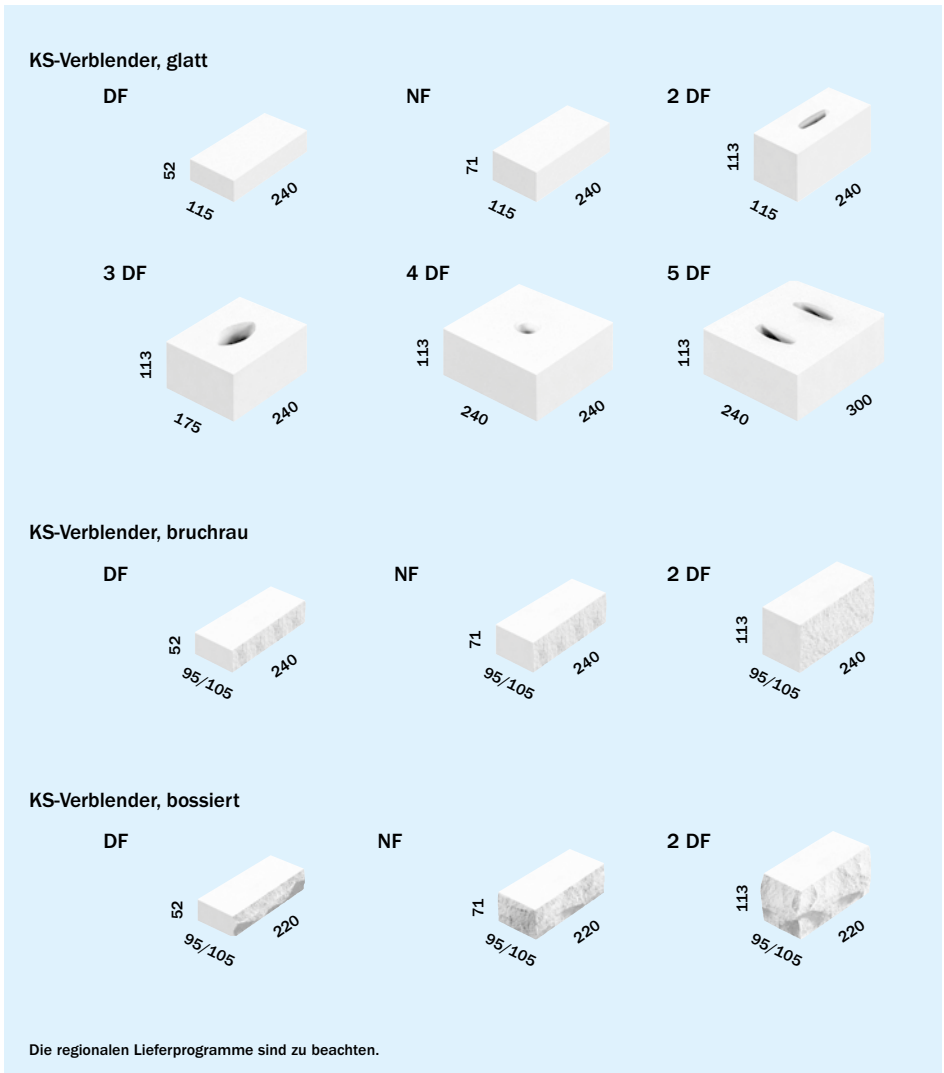 KS-Verblender, glatt
DF
NF
2 DF
52
115
240
71
115
240
113
115
240
3 DF
4 DF
5 DF
113
175
240
113
240
240
113
240
300
KS-Verblender, bruchrau
DF
NF
2 DF
52
95/105
240
71
95/105
240
113
95/105
240
KS-Verblender, bossiert
DF
NF
2 DF
52
95/105
220
71
95/105
220
113
95/105
220
Die regionalen Lieferprogramme sind zu beachten.